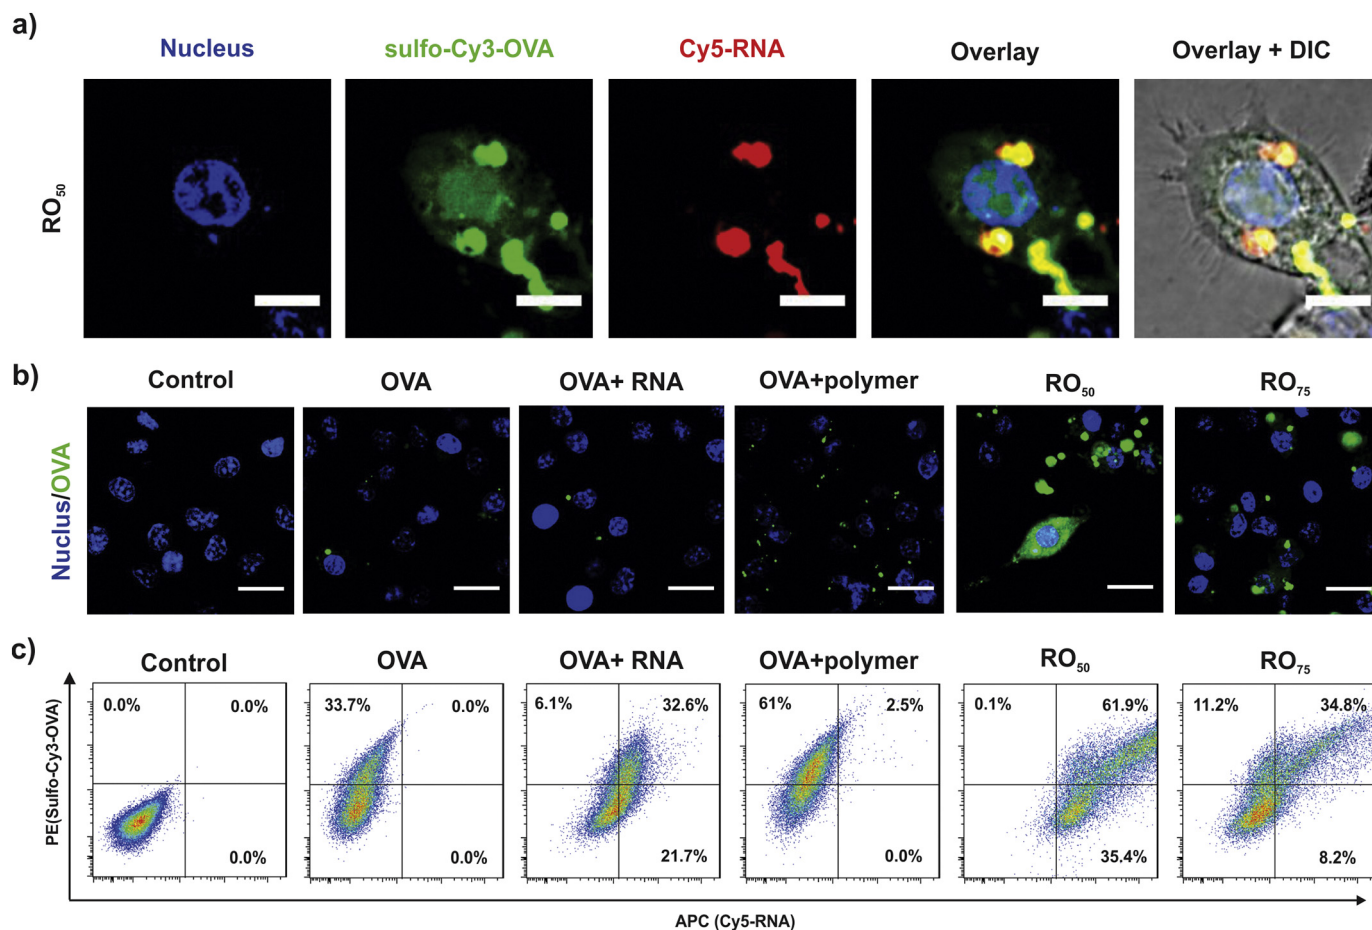 a)
Nucleus sulfo-Cy3-OVA Cy5-RNA Overlay Overlay + DIC
RO50
b)
Control OVA OVA+ RNA OVA+polymer RO50 RO75
Nuclus/OVA
c)
Control OVA OVA+ RNA OVA+polymer RO50 RO75
0.0% 0.0% 33.7% 0.0% 6.1% 32.6% 61% 2.5% 0.1% 61.9% 11.2% 34.8%
PE(Sulfo-Cy3-OVA)
0.0% 0.0% 21.7% 0.0% 35.4% 8.2%
APC (Cy5-RNA)